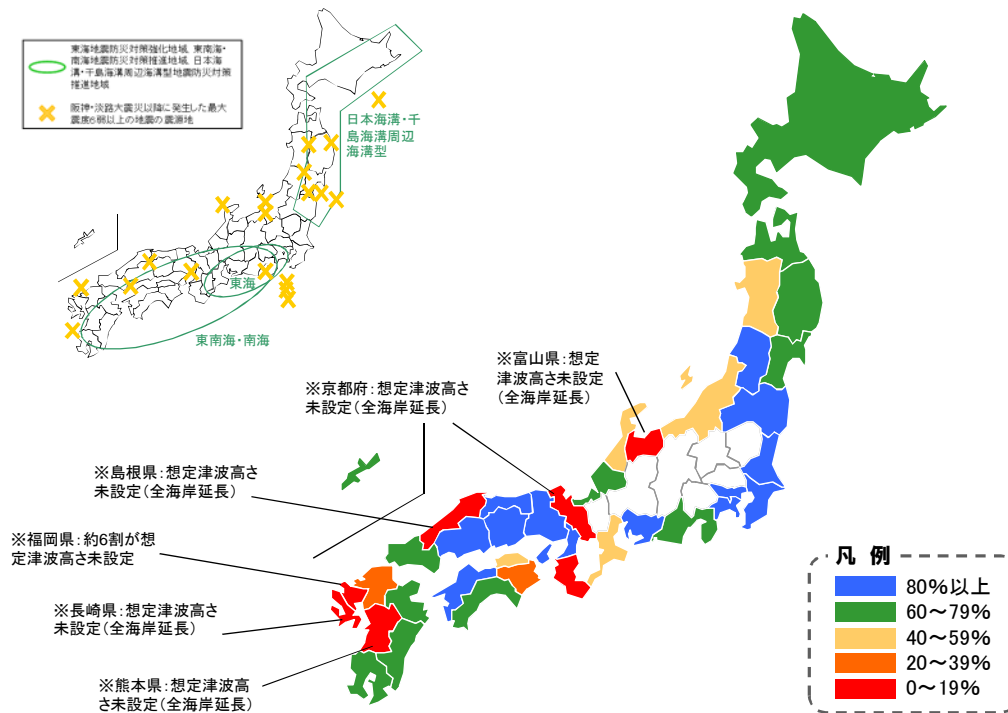 東海地震防災対策強化地域、東南海・
南海地震防災対策推進地域、日本海
溝・千島海溝周辺海溝型地震防災対策
推進地域
阪神・淡路大震災以降に発生した最大
震度6弱以上の地震の震源地
日本海溝・千
島海溝周辺
海溝型
東海
東南海・南海
※富山県：想定
津波高さ未設定
（全海岸延長）
※京都府：想定津波高さ
未設定（全海岸延長）
※島根県：想定津波高さ
未設定（全海岸延長）
※福岡県：約6割が想
定津波高さ未設定
※長崎県：想定津波高さ
未設定（全海岸延長）
※熊本県：想定津波高
さ未設定（全海岸延長）
凡 例
80％以上
60～79％
40～59％
20～39％
0～19％